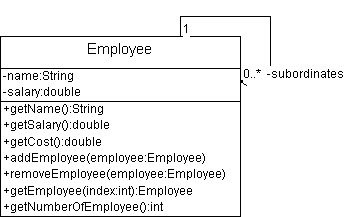 1
Employee
0..* -subordinates
-name:String
-salary:double
+getName():String
+getSalary():double
+getCost():double
+addEmployee(employee:Employee)
+removeEmployee(employee:Employee)
+getEmployee(index:int):Employee
+getNumberOfEmployee():int